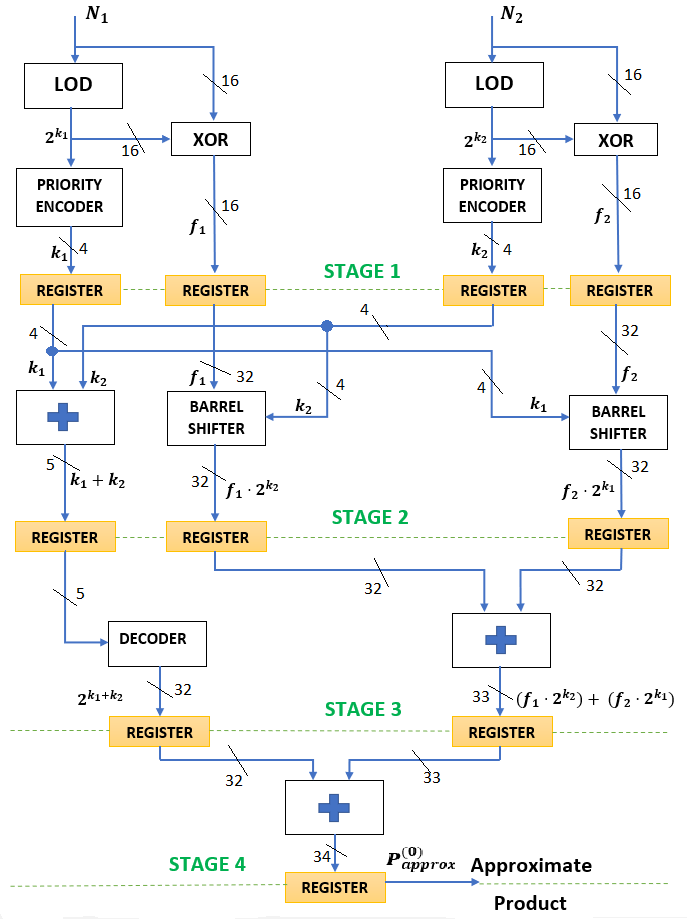 N₁ N₂
16 16
LOD LOD
2^{k₁} 16 XOR 2^{k₂} 16 XOR
PRIORITY ENCODER PRIORITY ENCODER
16 16
f₁ f₂
k₁ 4 k₂ 4
STAGE 1
REGISTER REGISTER REGISTER REGISTER
4 4 32
k₁ k₂ f₁ 32 4 4 f₂
k₂ k₁
BARREL SHIFTER BARREL SHIFTER
5 32 32
k₁ + k₂ f₁ · 2^{k₂} f₂ · 2^{k₁}
STAGE 2
REGISTER REGISTER REGISTER
32 32
5
DECODER
32 33
2^{k₁+k₂} (f₁ · 2^{k₂}) + (f₂ · 2^{k₁})
STAGE 3
REGISTER REGISTER
32 33
34
STAGE 4 P_{approx}^{(0)} Approximate
REGISTER
Product